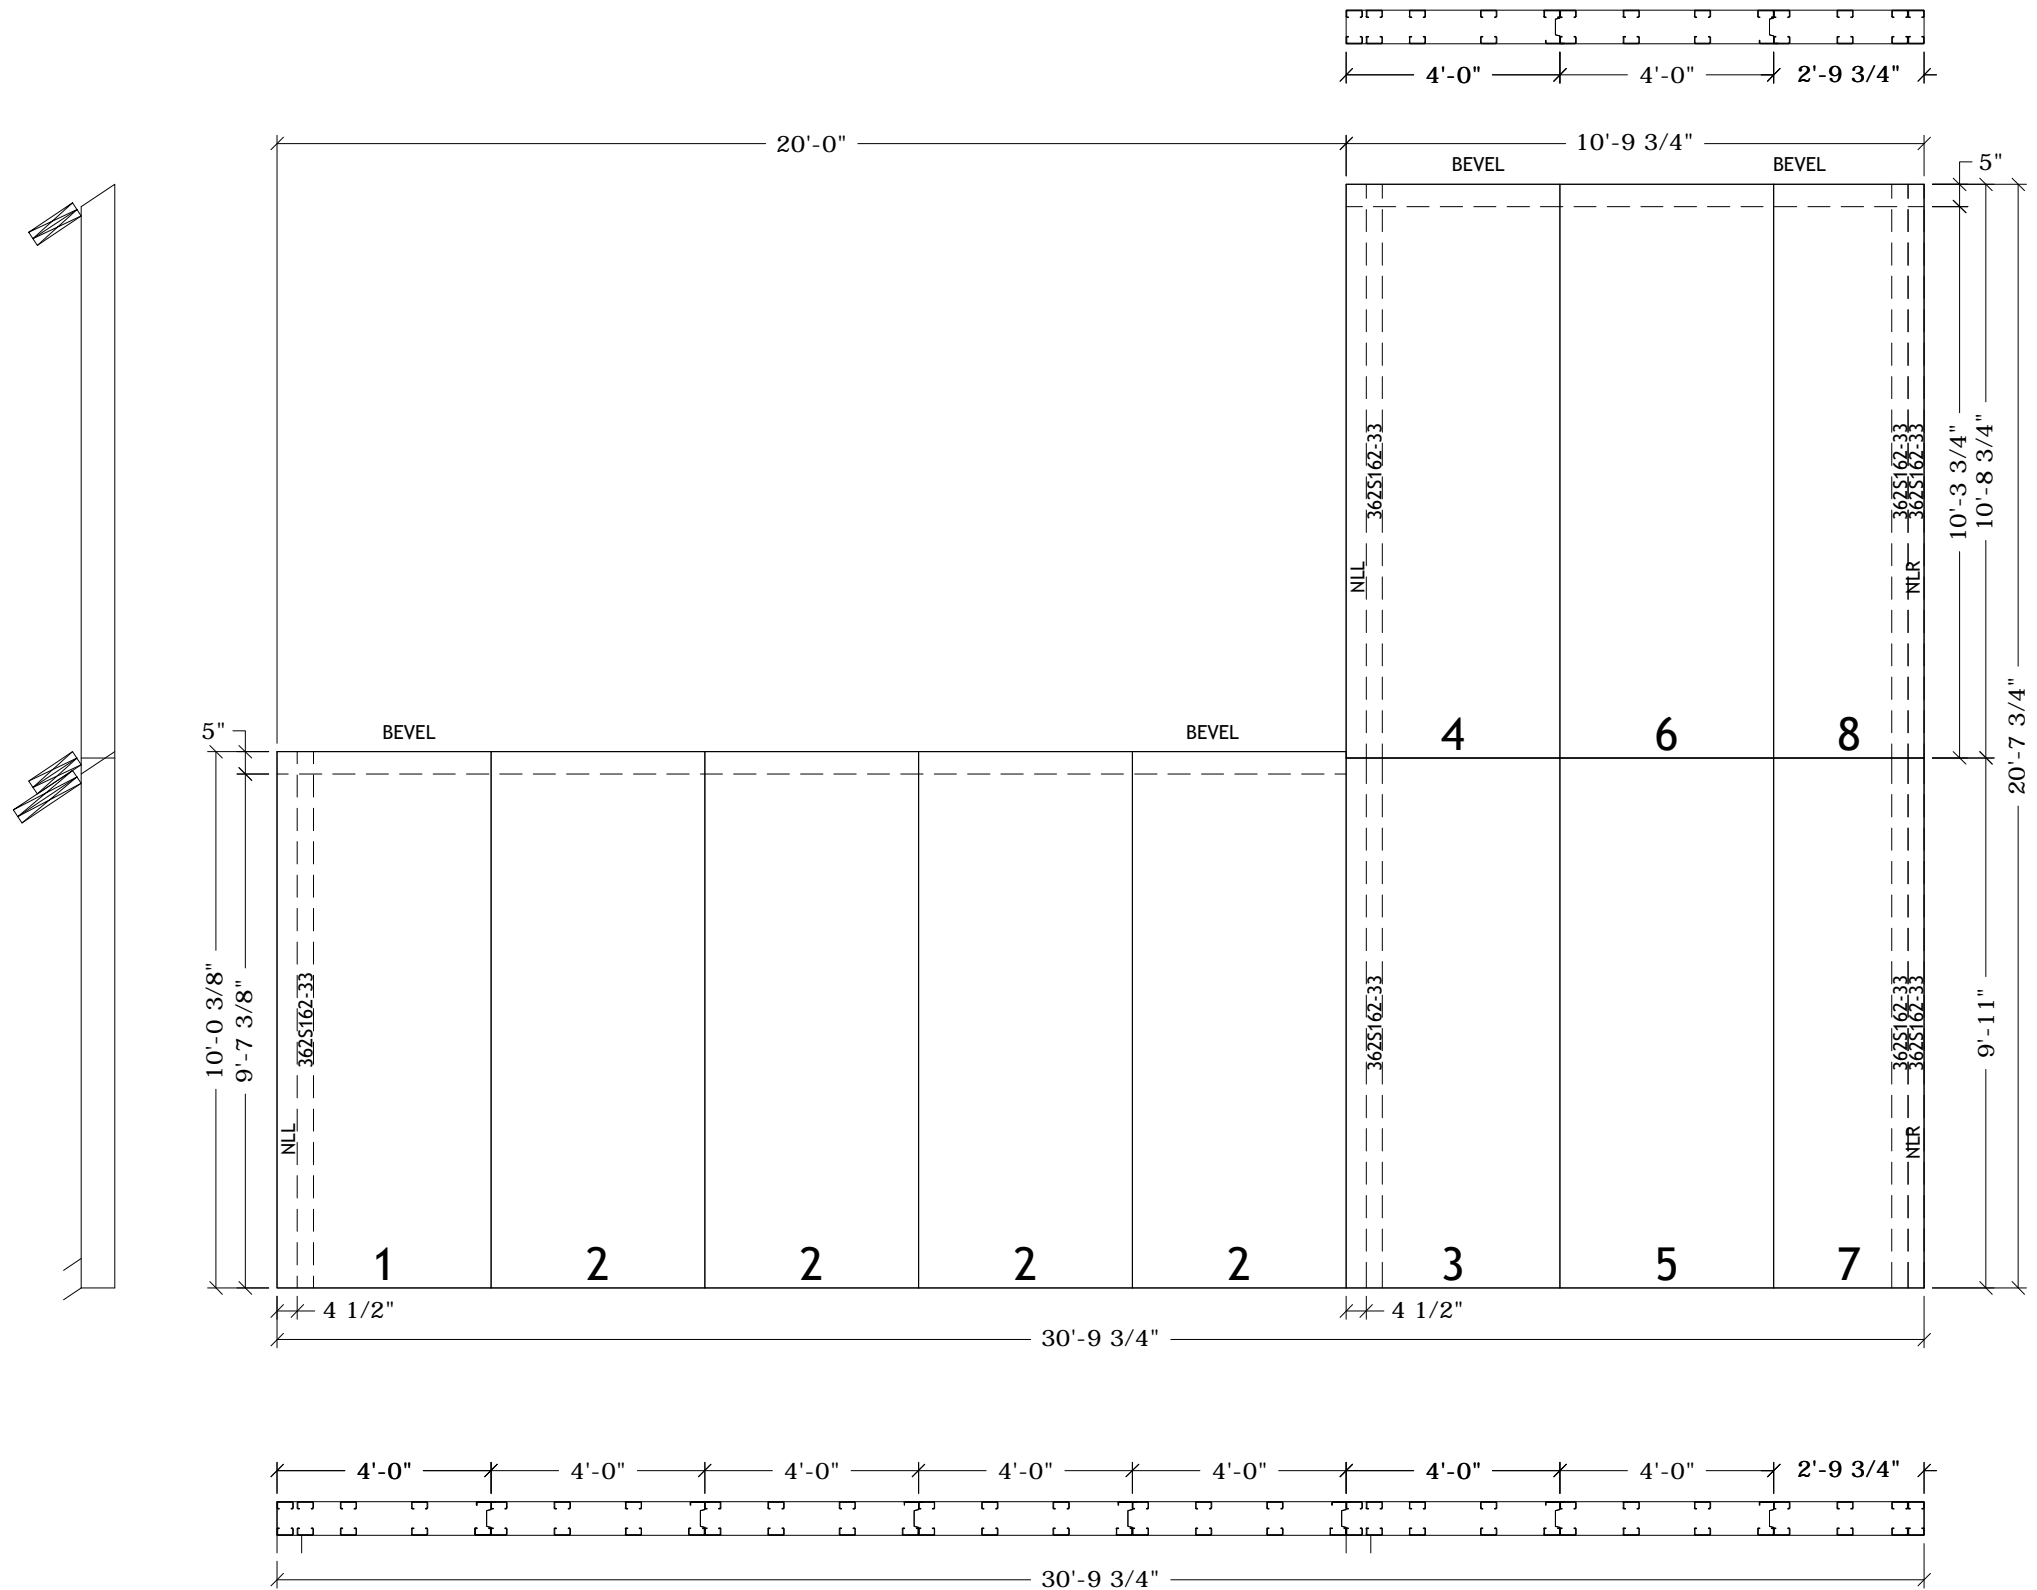 4'-0" 4'-0" 2'-9 3/4"
20'-0" 10'-9 3/4"
BEVEL BEVEL 5"
362S162-33 362S162-33 362S162-33
10'-3 3/4"
10'-8 3/4"
NLL NLR
20'-7 3/4"
5" BEVEL BEVEL
4 6 8
10'-0 3/8"
9'-7 3/8"
362S162-33 362S162-33 362S162-33 362S162-33
9'-11"
NLL NLR
1 2 2 2 2 3 5 7
4 1/2" 4 1/2"
30'-9 3/4"
4'-0" 4'-0" 4'-0" 4'-0" 4'-0" 4'-0" 4'-0" 2'-9 3/4"
30'-9 3/4"